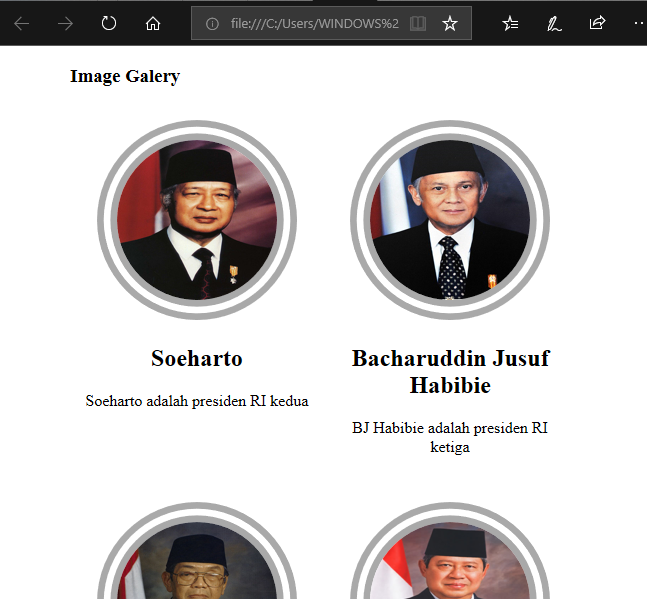 file:///C:/Users/WINDOWS%2
Image Galery
Soeharto
Bacharuddin Jusuf
Habibie
Soeharto adalah presiden RI kedua
BJ Habibie adalah presiden RI
ketiga